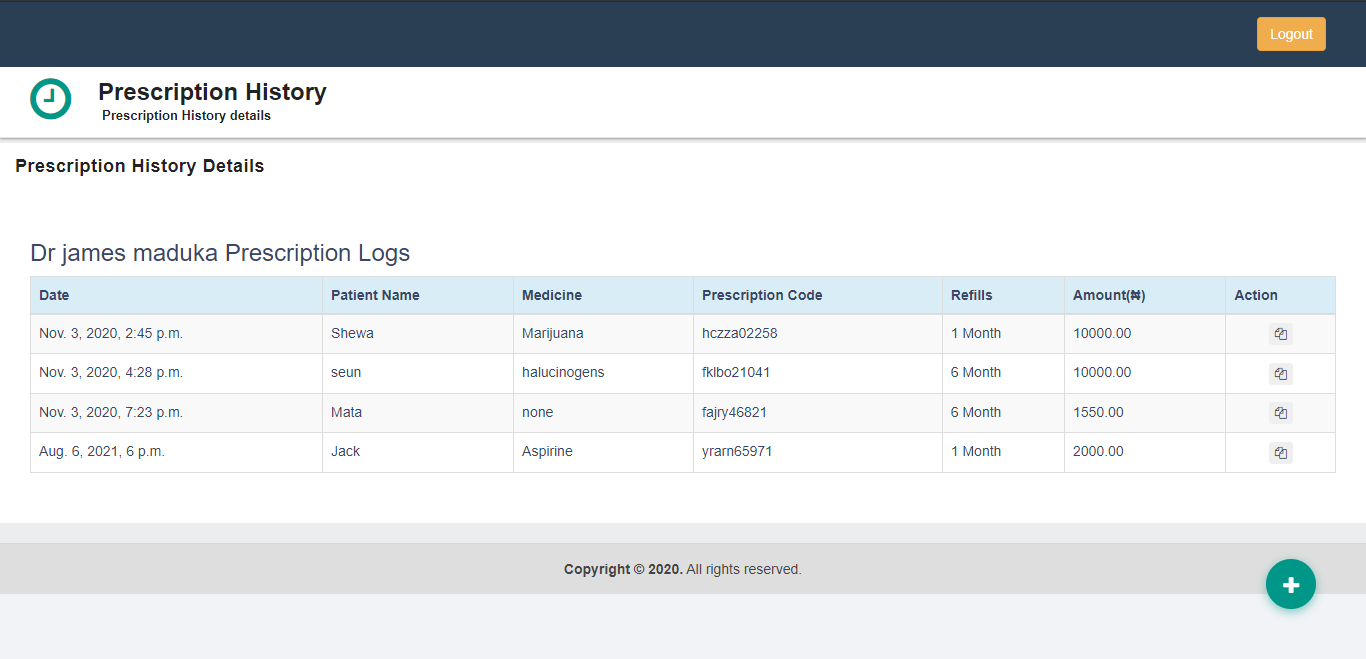 Logout
Prescription History
Prescription History details
Prescription History Details
Dr james maduka Prescription Logs
Date Patient Name Medicine Prescription Code Refills Amount(₦) Action
Nov. 3, 2020, 2:45 p.m. Shewa Marijuana hczza02258 1 Month 10000.00
Nov. 3, 2020, 4:28 p.m. seun halucinogens fklbo21041 6 Month 10000.00
Nov. 3, 2020, 7:23 p.m. Mata none fajry46821 6 Month 1550.00
Aug. 6, 2021, 6 p.m. Jack Aspirine yrarn65971 1 Month 2000.00
Copyright © 2020. All rights reserved.